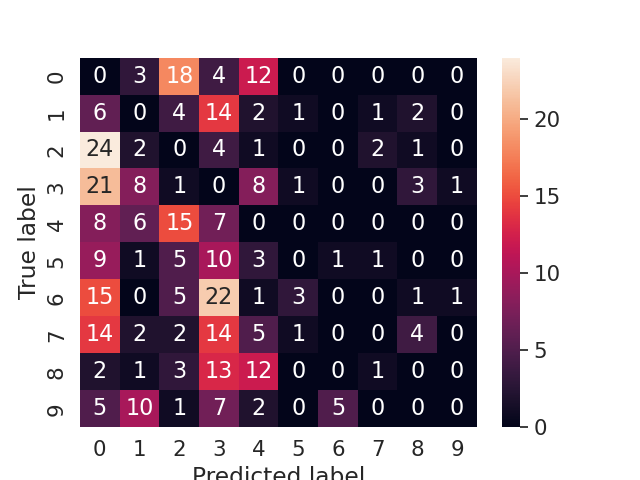 0 0 3 18 4 12 0 0 0 0 0
1 6 0 4 14 2 1 0 1 2 0
2 24 2 0 4 1 0 0 2 1 0
3 21 8 1 0 8 1 0 0 3 1
4 8 6 15 7 0 0 0 0 0 0
5 9 1 5 10 3 0 1 1 0 0
6 15 0 5 22 1 3 0 0 1 1
7 14 2 2 14 5 1 0 0 4 0
8 2 1 3 13 12 0 0 1 0 0
9 5 10 1 7 2 0 5 0 0 0
0 1 2 3 4 5 6 7 8 9
Predicted label
True label
20
15
10
5
0